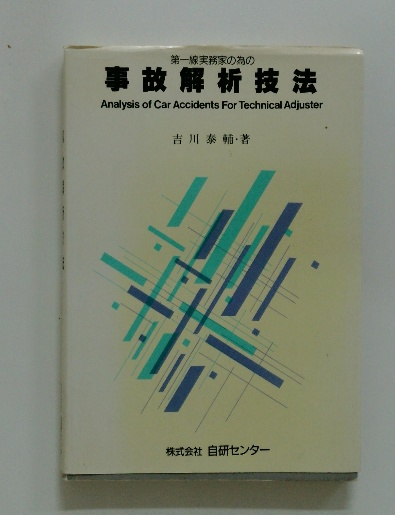 第一線実務家の為の
事故解析技法
Analysis of Car Accidents For Technical Adjuster
吉川泰輔・著
株式会社 自研センター